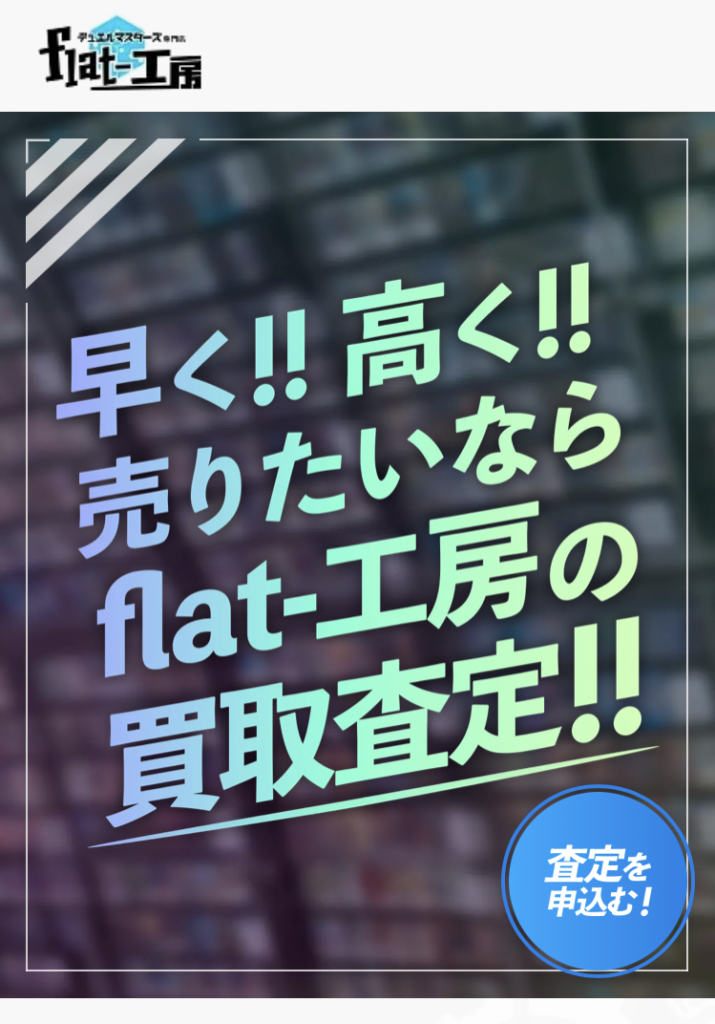 デュエルマスターズ専門店
flat-工房
早く!! 高く!!
売りたいなら
flat-工房の
買取査定!!
査定を
申込む!